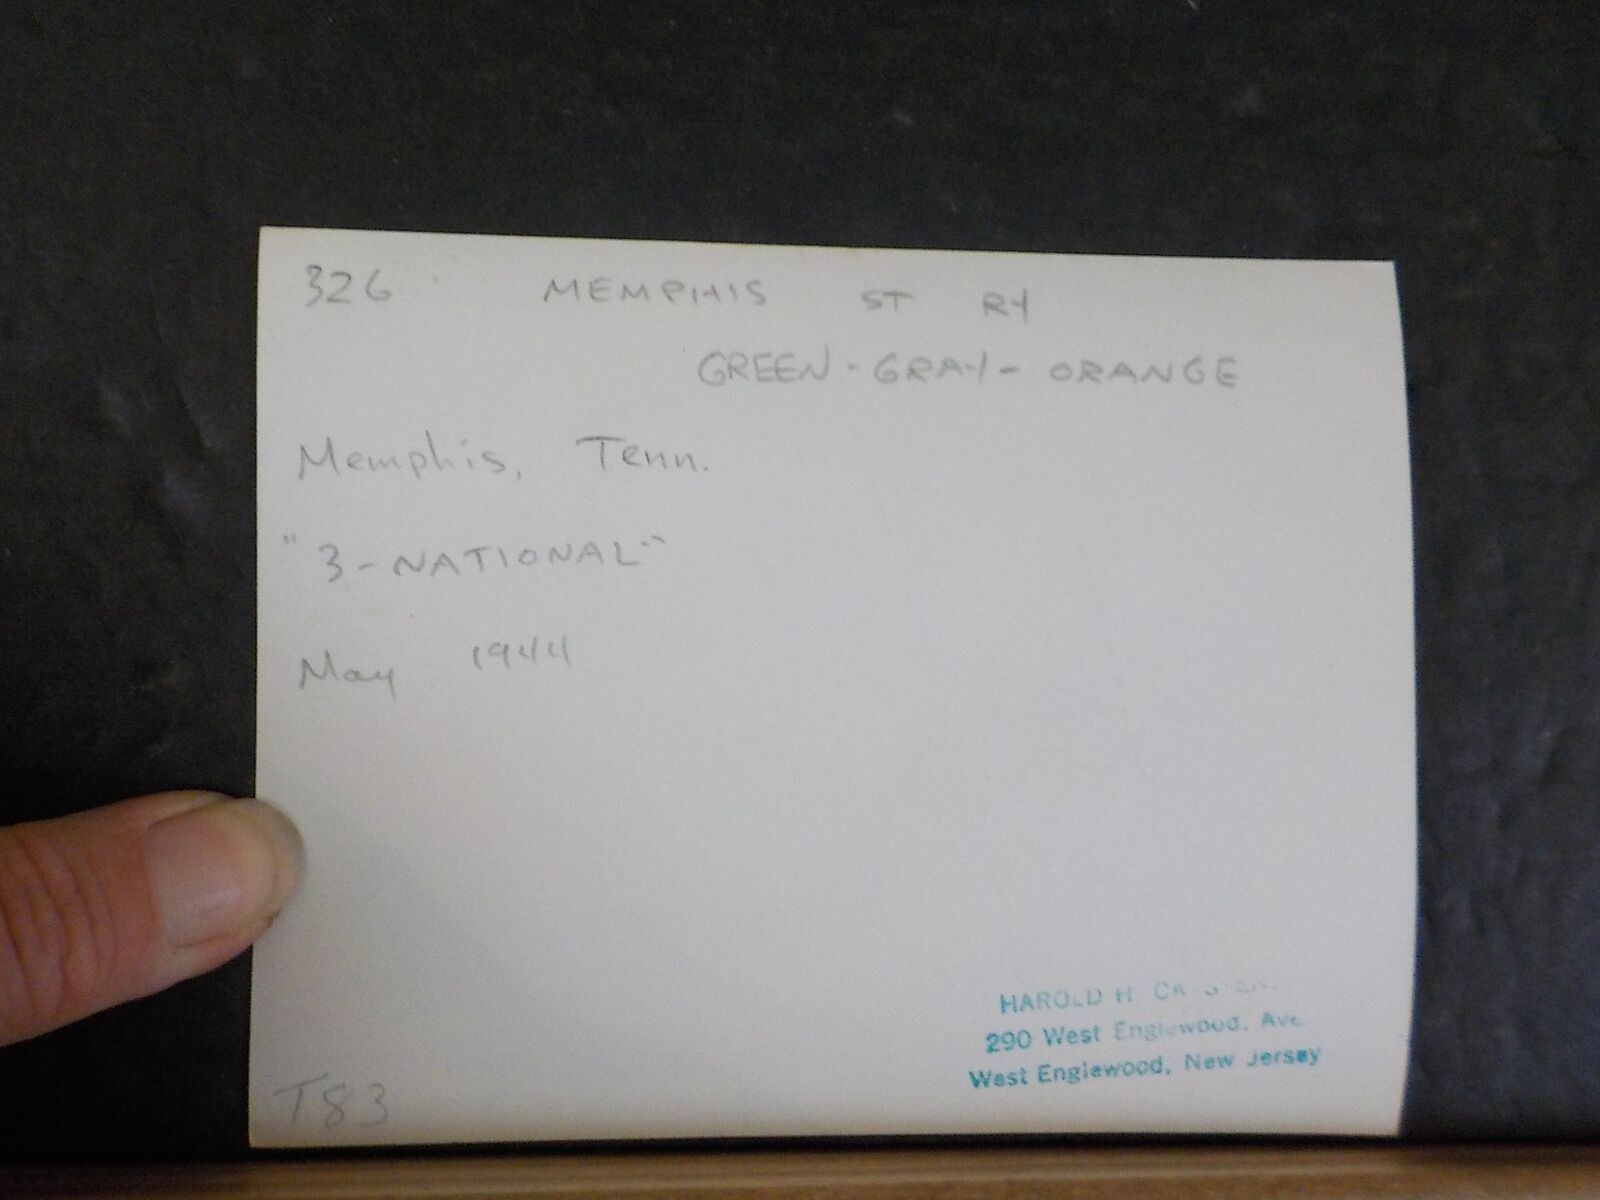 326 MEMPHIS ST RY
GREEN - GRAY - ORANGE
Memphis, Tenn.
"3-NATIONAL"
May 1944
HAROLD H
290 West Englewood, Ave
West Englewood, New Jersey
T83